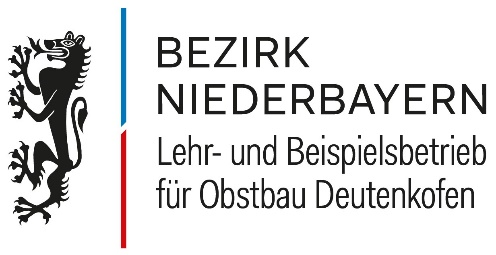 BEZIRK
NIEDERBAYERN
Lehr- und Beispielsbetrieb
für Obstbau Deutenkofen